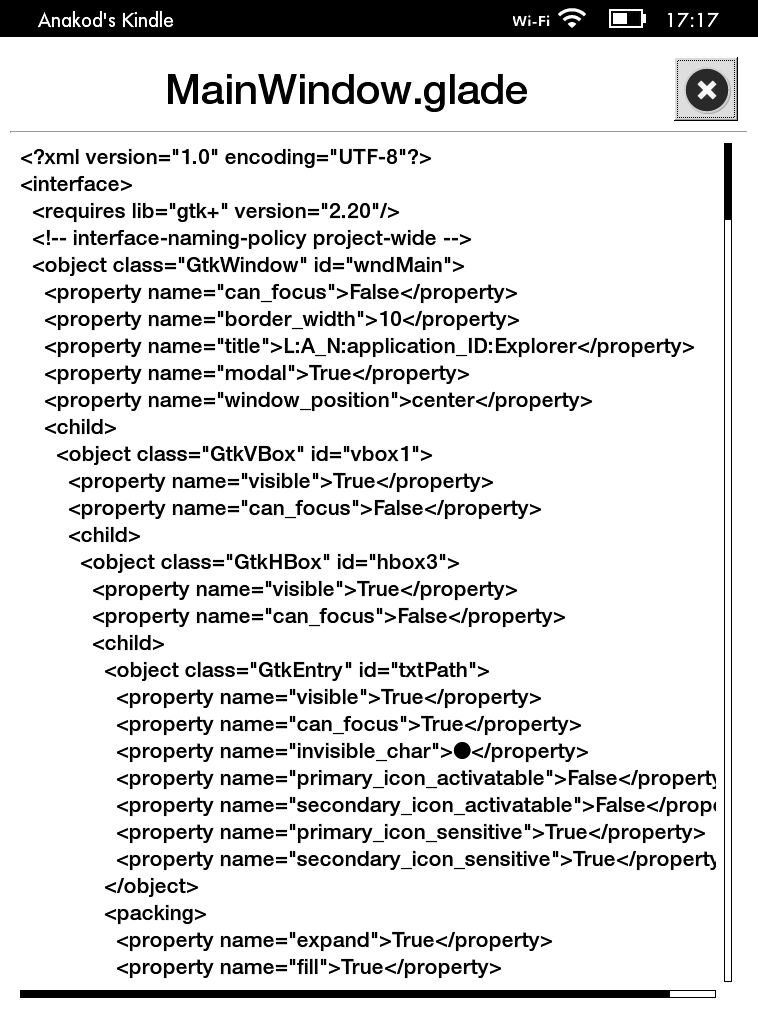 Anakod's Kindle Wi-Fi 17:17
MainWindow.glade
<?xml version="1.0" encoding="UTF-8"?>
<interface>
  <requires lib="gtk+" version="2.20"/>
  <!-- interface-naming-policy project-wide -->
  <object class="GtkWindow" id="wndMain">
    <property name="can_focus">False</property>
    <property name="border_width">10</property>
    <property name="title">L:A_N:application_ID:Explorer</property>
    <property name="modal">True</property>
    <property name="window_position">center</property>
    <child>
      <object class="GtkVBox" id="vbox1">
        <property name="visible">True</property>
        <property name="can_focus">False</property>
        <child>
          <object class="GtkHBox" id="hbox3">
            <property name="visible">True</property>
            <property name="can_focus">False</property>
            <child>
              <object class="GtkEntry" id="txtPath">
                <property name="visible">True</property>
                <property name="can_focus">True</property>
                <property name="invisible_char">●</property>
                <property name="primary_icon_activatable">False</property
                <property name="secondary_icon_activatable">False</prope
                <property name="primary_icon_sensitive">True</property>
                <property name="secondary_icon_sensitive">True</property
              </object>
              <packing>
                <property name="expand">True</property>
                <property name="fill">True</property>